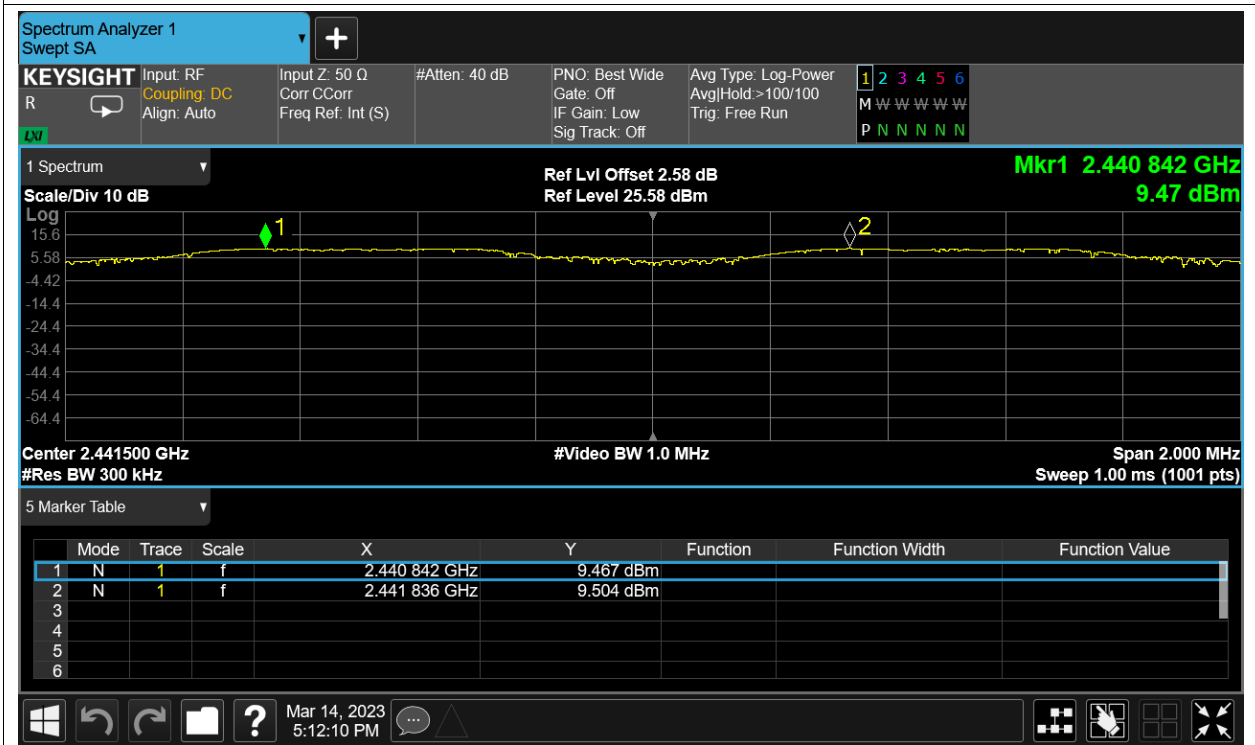 Spectrum Analyzer 1
Swept SA
KEYSIGHT
R
LXI
Input: RF
Coupling: DC
Align: Auto
Input Z: 50 Ω
Corr CCorr
Freq Ref: Int (S)
#Atten: 40 dB
PNO: Best Wide
Gate: Off
IF Gain: Low
Sig Track: Off
Avg Type: Log-Power
Avg|Hold:>100/100
Trig: Free Run
1 2 3 4 5 6
M W W W W W
P N N N N N
1 Spectrum
Scale/Div 10 dB
Ref Lvl Offset 2.58 dB
Ref Level 25.58 dBm
Mkr1 2.440 842 GHz
9.47 dBm
Log
15.6
5.58
-4.42
-14.4
-24.4
-34.4
-44.4
-54.4
-64.4
1
2
Center 2.441500 GHz
#Res BW 300 kHz
#Video BW 1.0 MHz
Span 2.000 MHz
Sweep 1.00 ms (1001 pts)
5 Marker Table
Mode Trace Scale X Y Function Function Width Function Value
1 N 1 f 2.440 842 GHz 9.467 dBm
2 N 1 f 2.441 836 GHz 9.504 dBm
3
4
5
6
?
Mar 14, 2023
5:12:10 PM